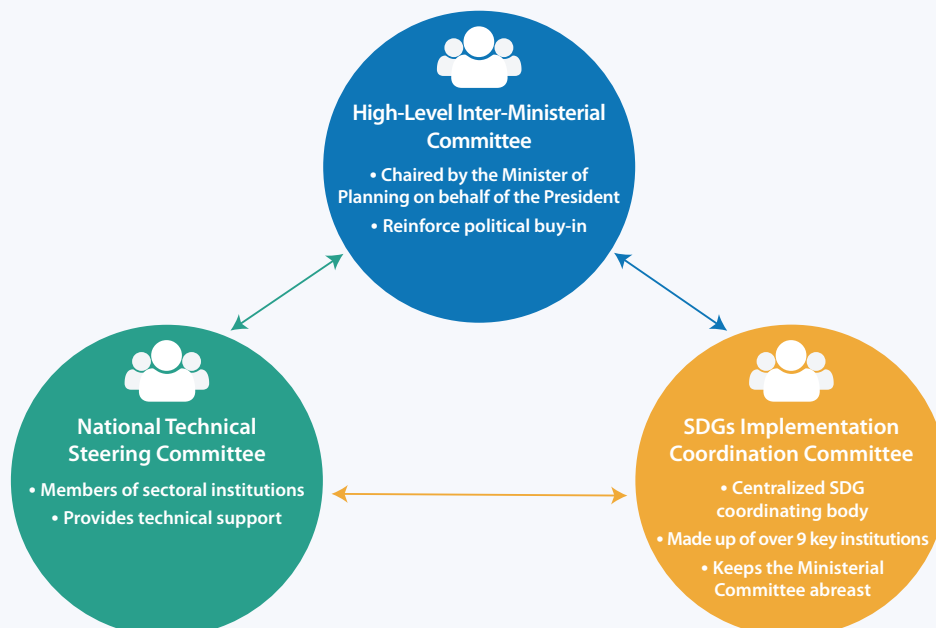 High-Level Inter-Ministerial
Committee
• Chaired by the Minister of
Planning on behalf of the President
• Reinforce political buy-in
National Technical
Steering Committee
• Members of sectoral institutions
• Provides technical support
SDGs Implementation
Coordination Committee
• Centralized SDG
coordinating body
• Made up of over 9 key institutions
• Keeps the Ministerial
Committee abreast